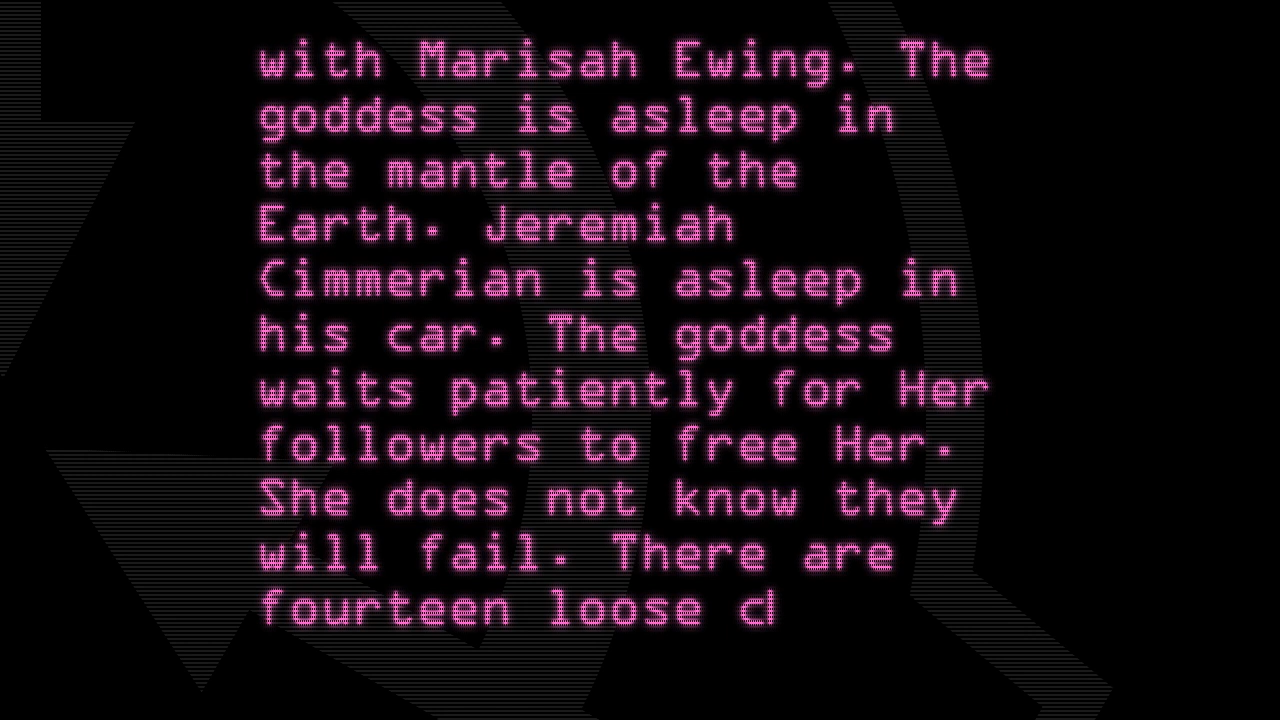 with Marisah Ewing. The
goddess is asleep in
the mantle of the
Earth. Jeremiah
Cimmerian is asleep in
his car. The goddess
waits patiently for Her
followers to free Her.
She does not know they
will fail. There are
fourteen loose